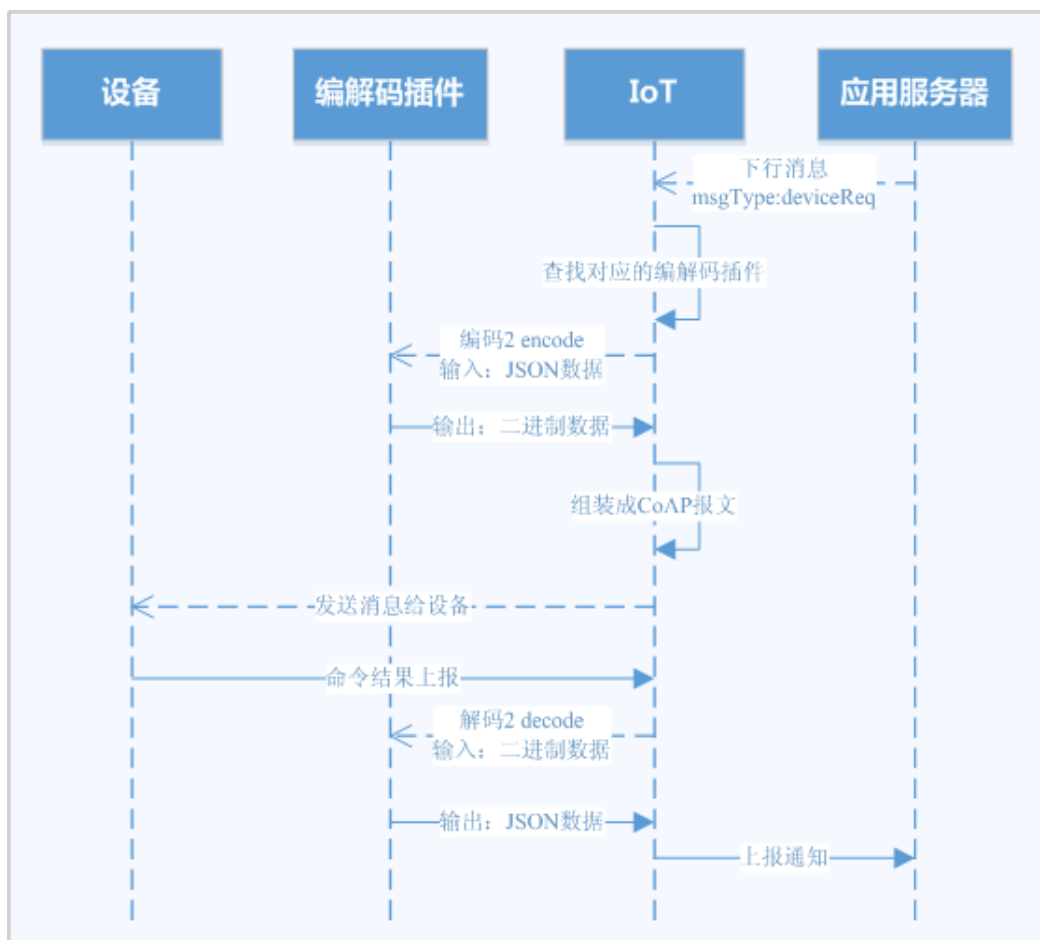 设备
编解码插件
IoT
应用服务器
下行消息
msgType:deviceReq
查找对应的编解码插件
编码2 encode
输入：JSON数据
输出：二进制数据
组装成CoAP报文
发送消息给设备
命令结果上报
解码2 decode
输入：二进制数据
输出：JSON数据
上报通知